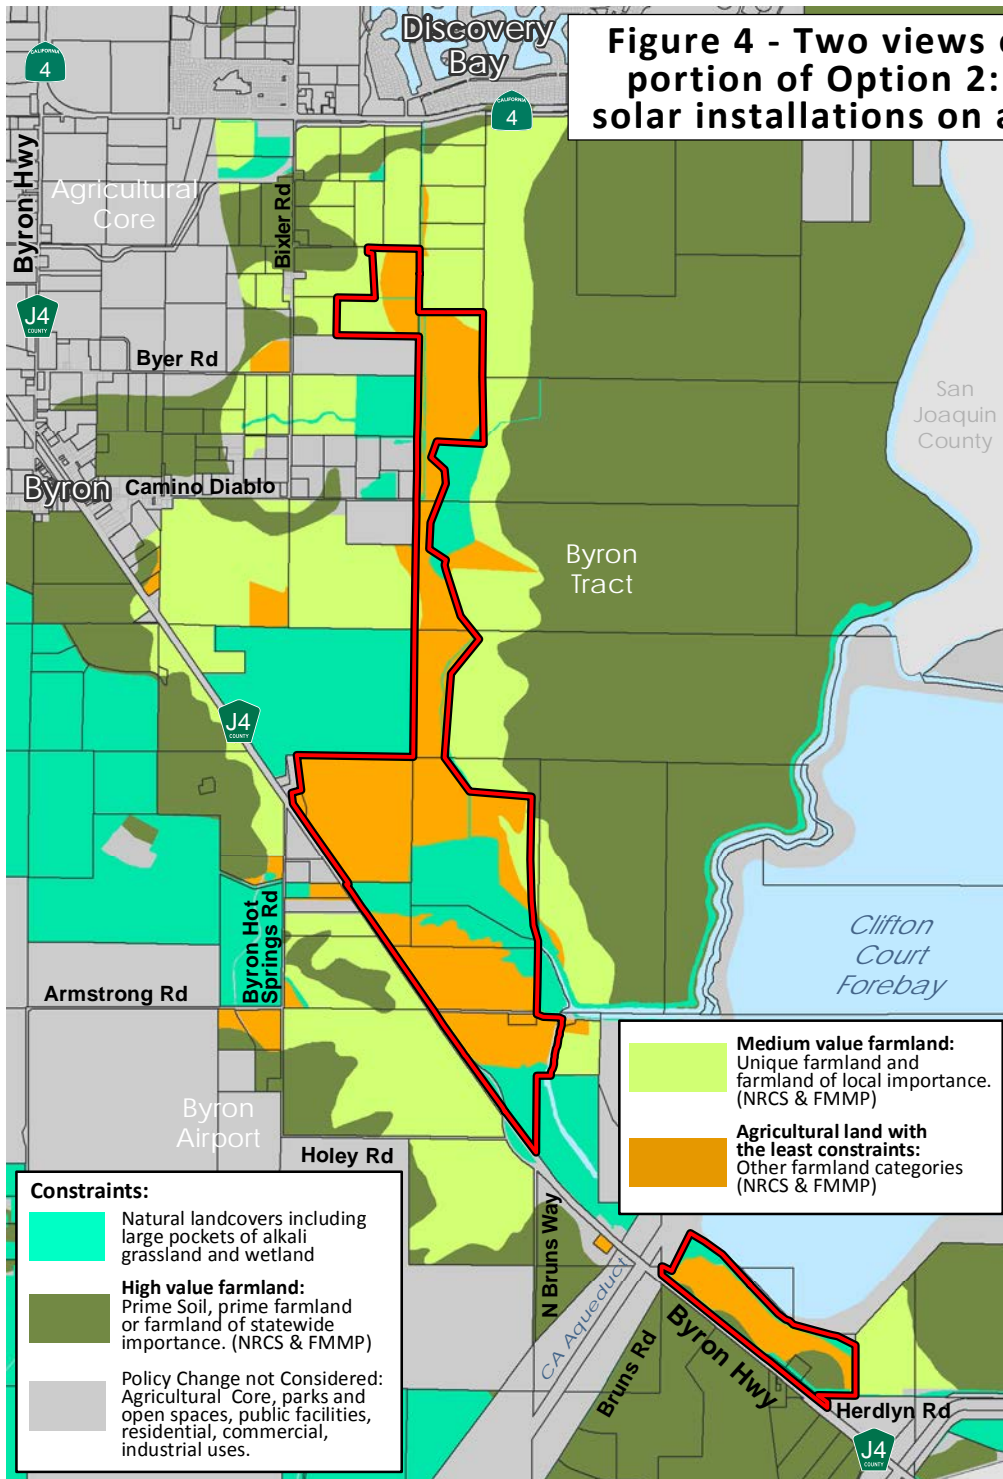 Figure 4 - Two views
portion of Option 2:
solar installations on a
Discovery
Bay
CALIFORNIA
4
CALIFORNIA
4
Byron Hwy
Agricultural
Core
Bixler Rd
J4
COUNTY
Byer Rd
San
Joaquin
County
Byron
Camino Diablo
Byron
Tract
J4
COUNTY
Byron Hot
Springs Rd
Clifton
Court
Forebay
Armstrong Rd
Byron
Airport
Holey Rd
Medium value farmland:
Unique farmland and
farmland of local importance.
(NRCS & FMMP)
Agricultural land with
the least constraints:
Other farmland categories
(NRCS & FMMP)
Constraints:
Natural landcovers including
large pockets of alkali
grassland and wetland
High value farmland:
Prime Soil, prime farmland
or farmland of statewide
importance. (NRCS & FMMP)
Policy Change not Considered:
Agricultural Core, parks and
open spaces, public facilities,
residential, commercial,
industrial uses.
N Bruns Way
CA Aqueduct
Bruns Rd
Byron Hwy
Herdlyn Rd
J4
COUNTY